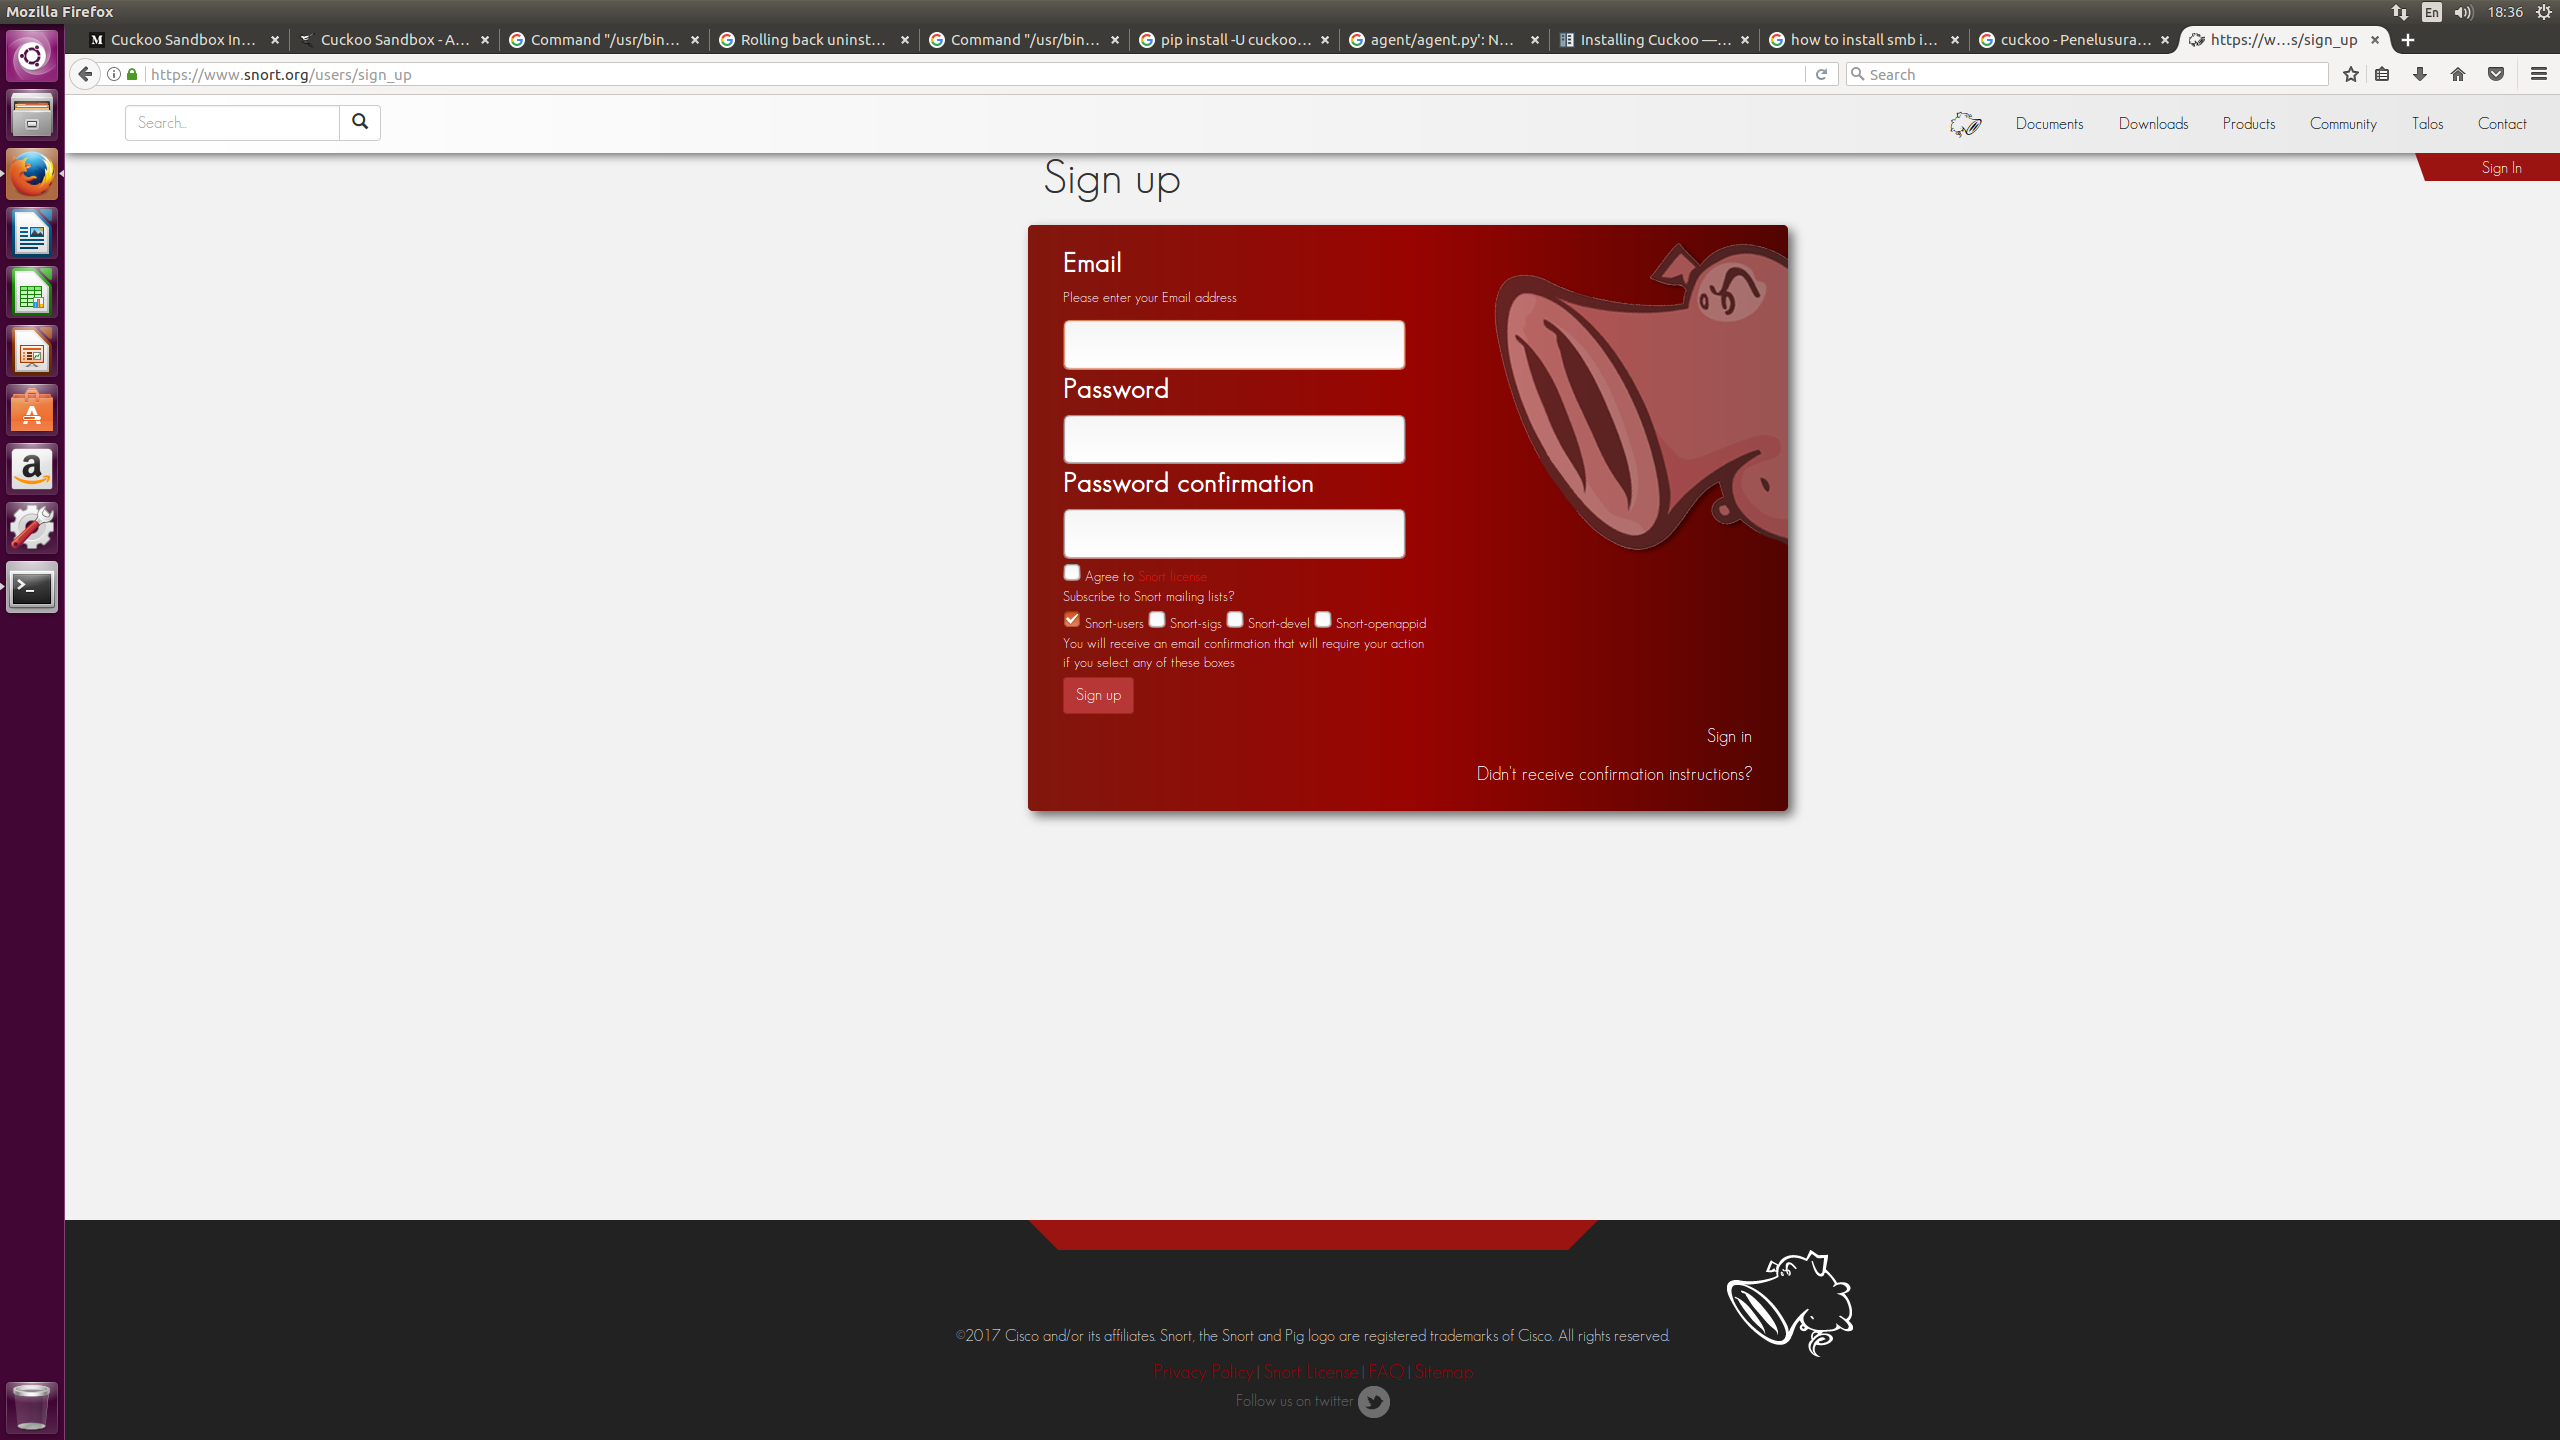 Mozilla Firefox
En
18:36
Cuckoo Sandbox In...
Cuckoo Sandbox - A...
Command "/usr/bin...
Rolling back uninst...
Command "/usr/bin...
pip install -U cuckoo...
agent/agent.py': N...
Installing Cuckoo —...
how to install smb i...
cuckoo - Penelusura...
https://w...s/sign_up
https://www.snort.org/users/sign_up
Search
Search...
Documents
Downloads
Products
Community
Talos
Contact
Sign In
Sign up
Email
Please enter your Email address
Password
Password confirmation
Agree to Snort license
Subscribe to Snort mailing lists?
Snort-users Snort-sigs Snort-devel Snort-openappid
You will receive an email confirmation that will require your action
if you select any of these boxes
Sign up
Sign in
Didn't receive confirmation instructions?
©2017 Cisco and/or its affiliates. Snort, the Snort and Pig logo are registered trademarks of Cisco. All rights reserved.
Privacy Policy | Snort License | FAQ | Sitemap
Follow us on twitter